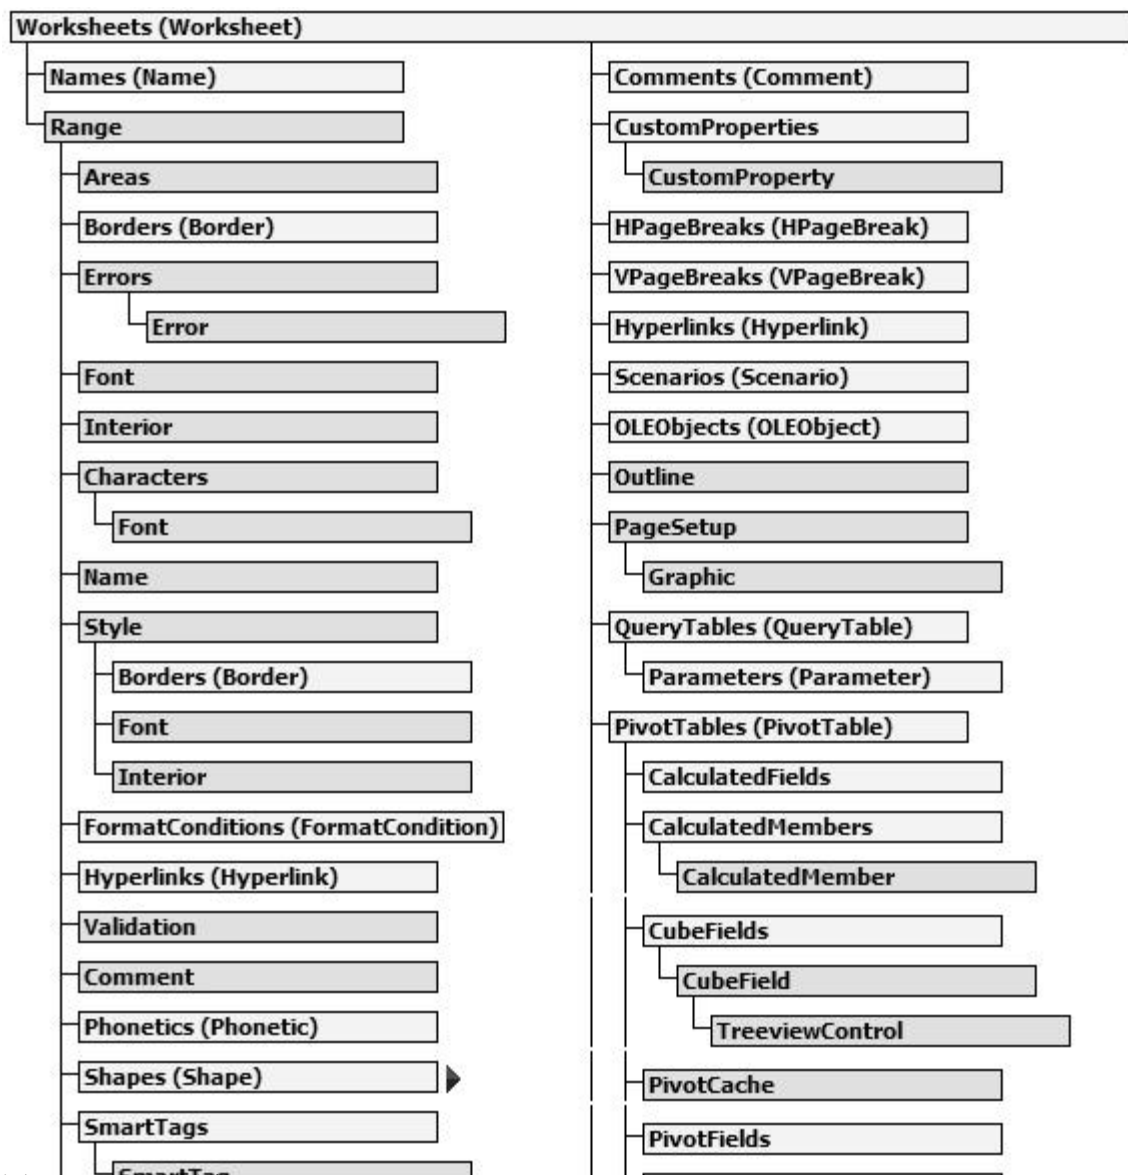 Worksheets (Worksheet)
Names (Name)
Range
Areas
Borders (Border)
Errors
Error
Font
Interior
Characters
Font
Name
Style
Borders (Border)
Font
Interior
FormatConditions (FormatCondition)
Hyperlinks (Hyperlink)
Validation
Comment
Phonetics (Phonetic)
Shapes (Shape)
SmartTags
SmartTag
Comments (Comment)
CustomProperties
CustomProperty
HPageBreaks (HPageBreak)
VPageBreaks (VPageBreak)
Hyperlinks (Hyperlink)
Scenarios (Scenario)
OLEObjects (OLEObject)
Outline
PageSetup
Graphic
QueryTables (QueryTable)
Parameters (Parameter)
PivotTables (PivotTable)
CalculatedFields
CalculatedMembers
CalculatedMember
CubeFields
CubeField
TreeviewControl
PivotCache
PivotFields